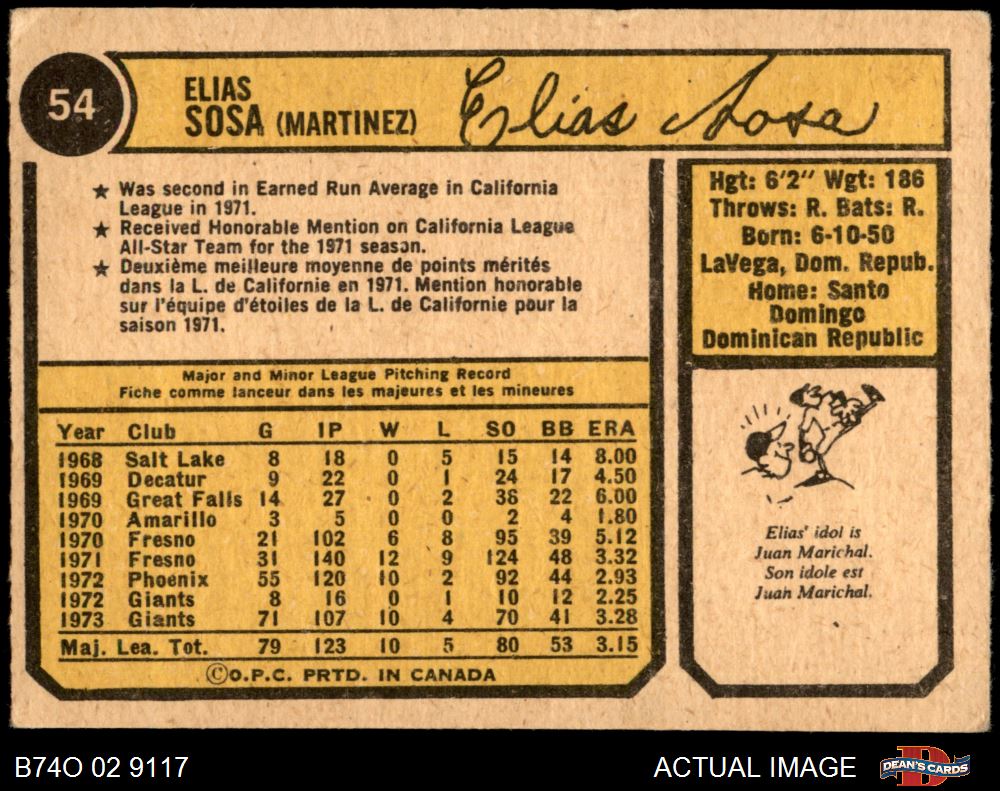 54
ELIAS
SOSA (MARTINEZ)
Elias Sosa
★ Was second in Earned Run Average in California
League in 1971.
★ Received Honorable Mention on California League
All-Star Team for the 1971 season.
★ Deuxième meilleure moyenne de points mérités
dans la L. de Californie en 1971. Mention honorable
sur l'équipe d'étoiles de la L. de Californie pour la
saison 1971.
Hgt: 6'2" Wgt: 186
Throws: R. Bats: R.
Born: 6-10-50
LaVega, Dom. Repub.
Home: Santo
Domingo
Dominican Republic
Major and Minor League Pitching Record
Fiche comme lanceur dans les majeures et les mineures
Year Club G IP W L SO BB ERA
1968 Salt Lake 8 18 0 5 15 14 8.00
1969 Decatur 9 22 0 1 24 17 4.50
1969 Great Falls 14 27 0 2 36 22 6.00
1970 Amarillo 3 5 0 0 2 4 1.80
1970 Fresno 21 102 6 8 95 39 5.12
1971 Fresno 31 140 12 9 124 48 3.32
1972 Phoenix 55 120 10 2 92 44 2.93
1972 Giants 8 16 0 1 10 12 2.25
1973 Giants 71 107 10 4 70 41 3.28
Maj. Lea. Tot. 79 123 10 5 80 53 3.15
©O.P.C. PRTD. IN CANADA
Elias' idol is
Juan Marichal.
Son idole est
Juan Marichal.
B74O 02 9117
ACTUAL IMAGE
DEAN'S CARDS